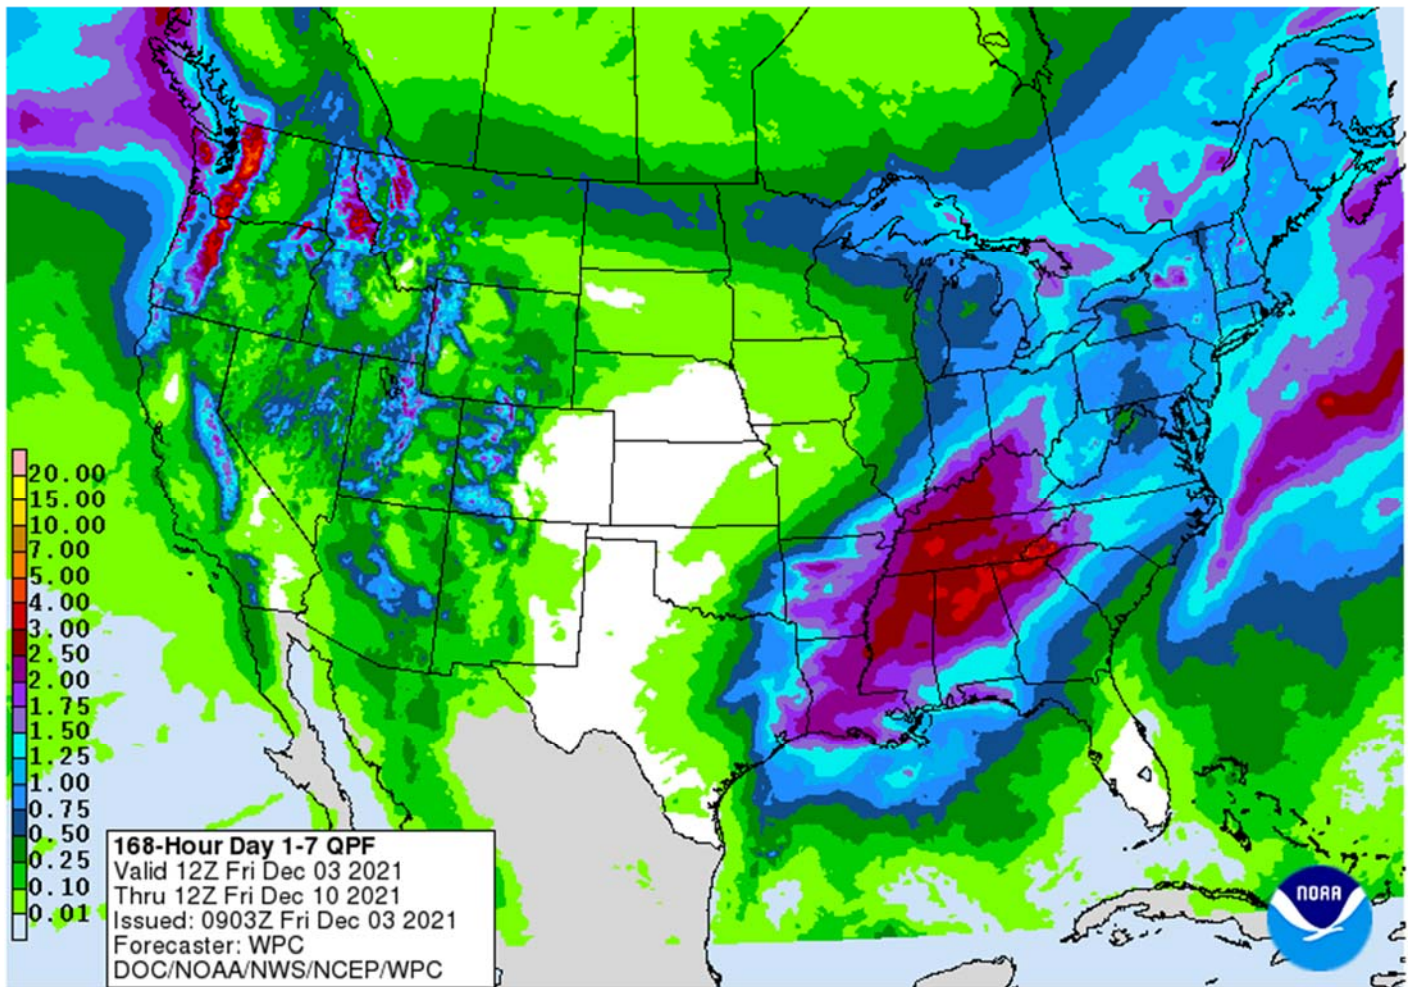 20.00
15.00
10.00
7.00
5.00
4.00
3.00
2.50
2.00
1.75
1.50
1.25
1.00
0.75
0.50
0.25
0.10
0.01
168-Hour Day 1-7 QPF
Valid 12Z Fri Dec 03 2021
Thru 12Z Fri Dec 10 2021
Issued: 0903Z Fri Dec 03 2021
Forecaster: WPC
DOC/NOAA/NWS/NCEP/WPC
NOAA